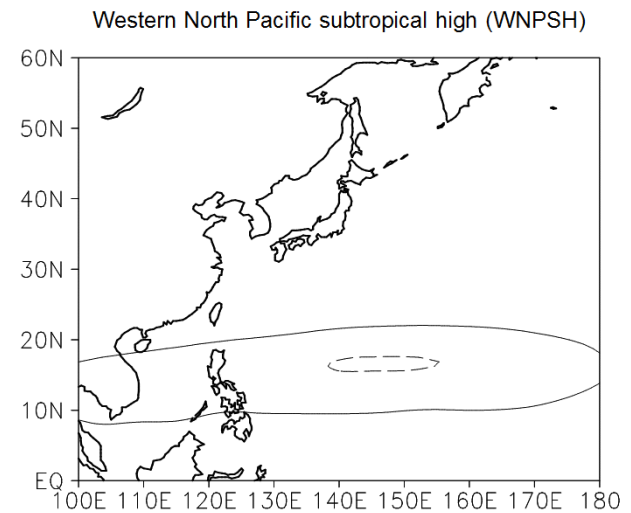 Western North Pacific subtropical high (WNPSH)
60N
50N
40N
30N
20N
10N
EQ
100E 110E 120E 130E 140E 150E 160E 170E 180